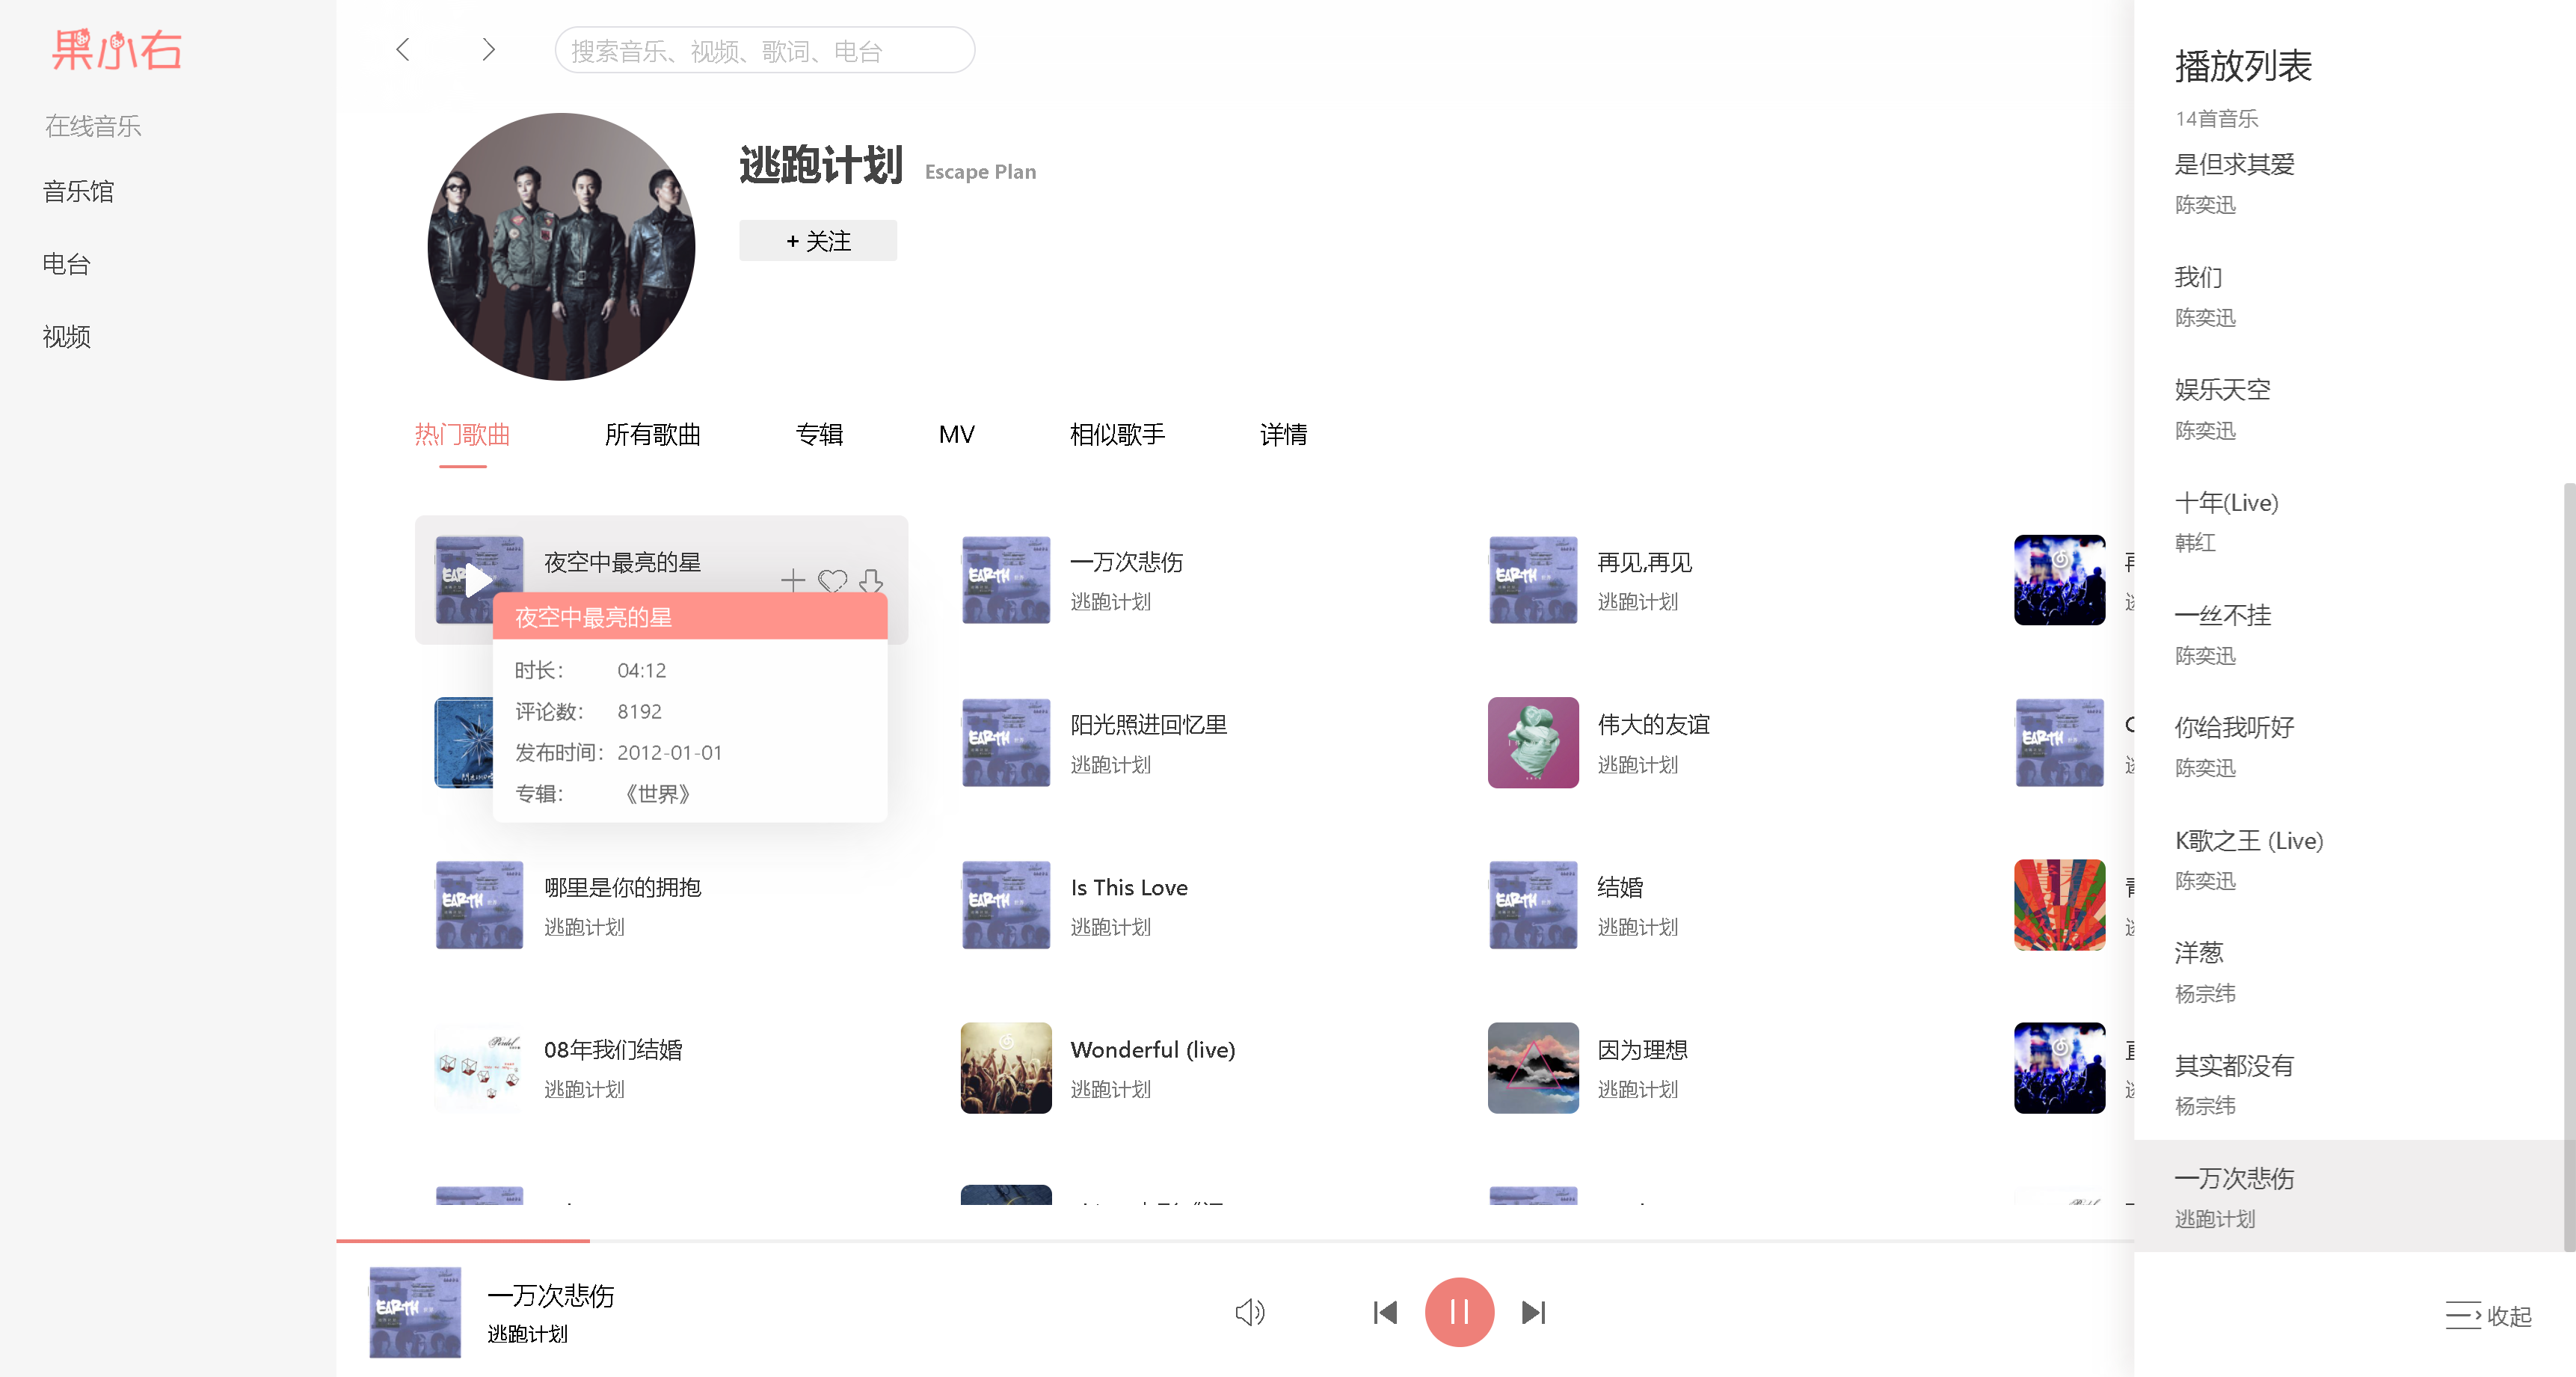 果小右
在线音乐
音乐馆
电台
视频
搜索音乐、视频、歌词、电台
逃跑计划 Escape Plan
+ 关注
热门歌曲 所有歌曲 专辑 MV 相似歌手 详情
夜空中最亮的星
夜空中最亮的星
时长： 04:12
评论数： 8192
发布时间： 2012-01-01
专辑： 《世界》
一万次悲伤
逃跑计划
再见,再见
逃跑计划
阳光照进回忆里
逃跑计划
伟大的友谊
逃跑计划
哪里是你的拥抱
逃跑计划
Is This Love
逃跑计划
结婚
逃跑计划
08年我们结婚
逃跑计划
Wonderful (live)
逃跑计划
因为理想
逃跑计划
一万次悲伤
逃跑计划
播放列表
14首音乐
是但求其爱
陈奕迅
我们
陈奕迅
娱乐天空
陈奕迅
十年(Live)
韩红
一丝不挂
陈奕迅
你给我听好
陈奕迅
K歌之王 (Live)
陈奕迅
洋葱
杨宗纬
其实都没有
杨宗纬
一万次悲伤
逃跑计划
收起